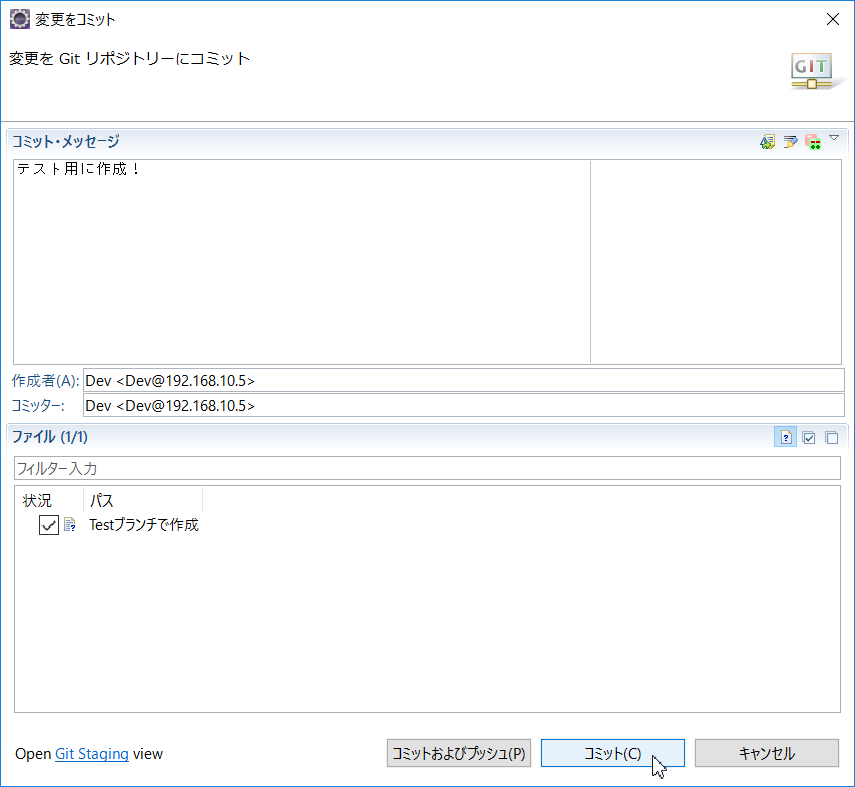 変更をコミット
変更を Git リポジトリーにコミット
GIT
コミット・メッセージ
テスト用に作成！
作成者(A): Dev <Dev@192.168.10.5>
コミッター: Dev <Dev@192.168.10.5>
ファイル (1/1)
フィルター入力
状況 パス
Testブランチで作成
Open Git Staging view コミットおよびプッシュ(P) コミット(C) キャンセル